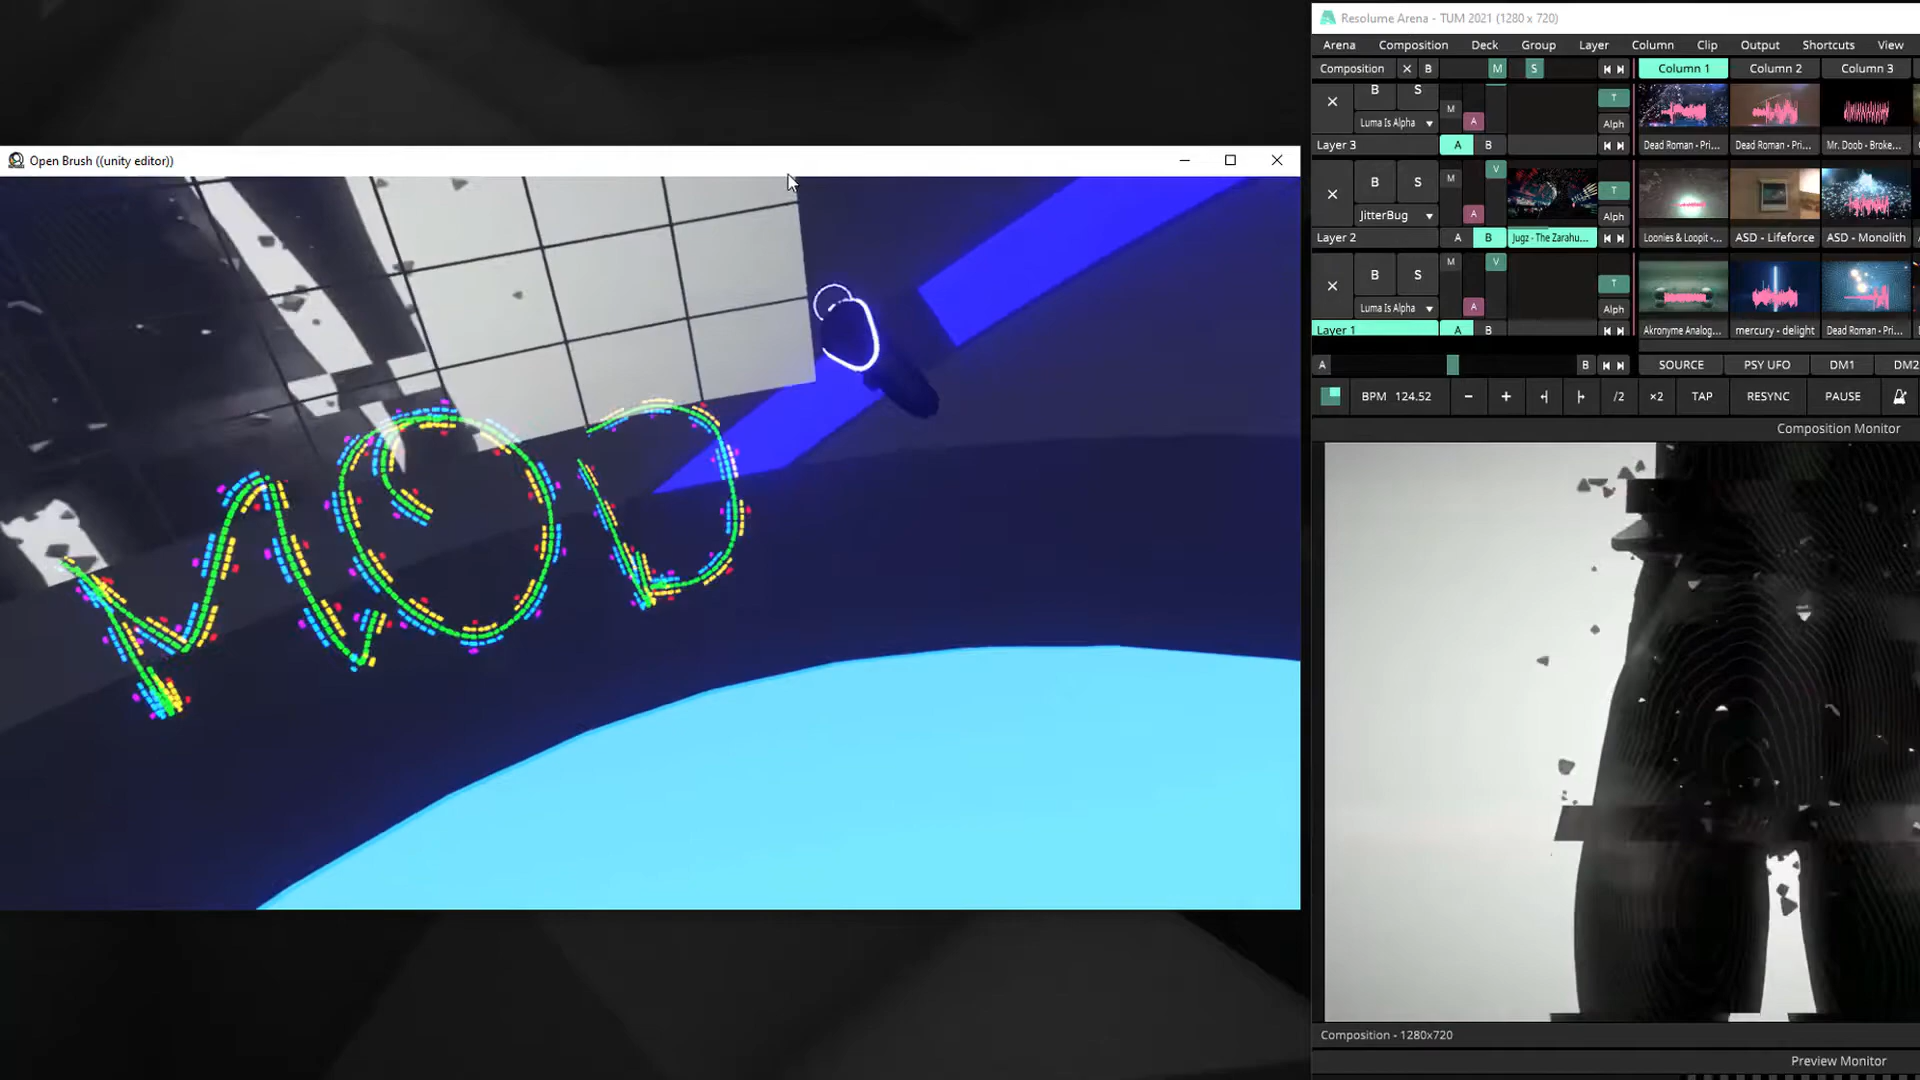 Open Brush ((unity editor))
MOD
Resolume Arena - TUM 2021 (1280 x 720)
Arena Composition Deck Group Layer Column Clip Output Shortcuts View
Composition B M S Column 1 Column 2 Column 3
B S M T
Luma Is Alpha A Alph
Layer 3 A B Dead Roman - Pri... Dead Roman - Pri... Mr. Doob - Broke...
B S M V T
JitterBug A Alph
Layer 2 A B Jugz - The Zarahu... Loonies & Loopit -... ASD - Lifeforce ASD - Monolith
B S M V T
Luma Is Alpha A Alph
Layer 1 A B Akronyme Analog... mercury - delight Dead Roman - Pri...
A B SOURCE PSY UFO DM1 DM2
BPM 124.52 - + /2 ×2 TAP RESYNC PAUSE
Composition Monitor
Composition - 1280x720
Preview Monitor